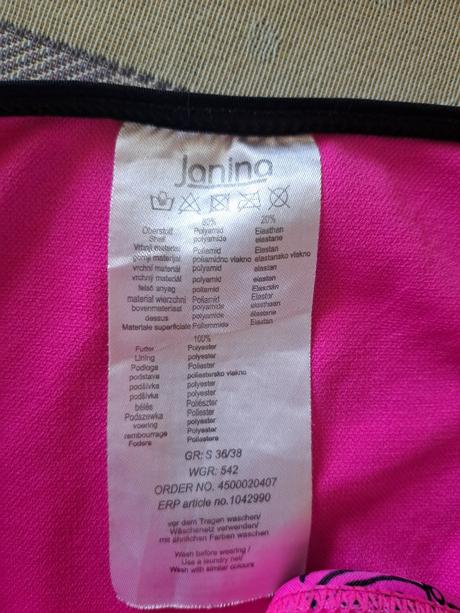 Janina
80% 20%
Oberstoff Polyamid Elasthan
Shell polyamide elastane
Vrhnji material Poliamid Elastan
gornji materijal poliamidno vlakno elastansko vlakno
vrchní materiál polyamid elastan
vrchný materiál polyamid elastan
felső anyag poliamid Elasztán
materiał wierzchni Poliamid Elastan
bovenmateriaal polyamide elasthaan
dessus polyamide élastane
Materiale superficiale Poliammide Elastan
100%
Futter Polyester
Lining polyester
Podloga Poliester
podstava poliestersko vlakno
podšívka polyester
podšívka polyester
bélés Poliészter
Podszewka Poliester
voering Polyester
rembourrage Polyester
Fodera Poliestere
GR: S 36/38
WGR: 542
ORDER NO. 4500020407
ERP article no.1042990
vor dem Tragen waschen/
Wäschenetz verwenden/
mit ähnlichen Farben waschen
Wash before wearing /
Use a laundry net/
Wash with similar colours